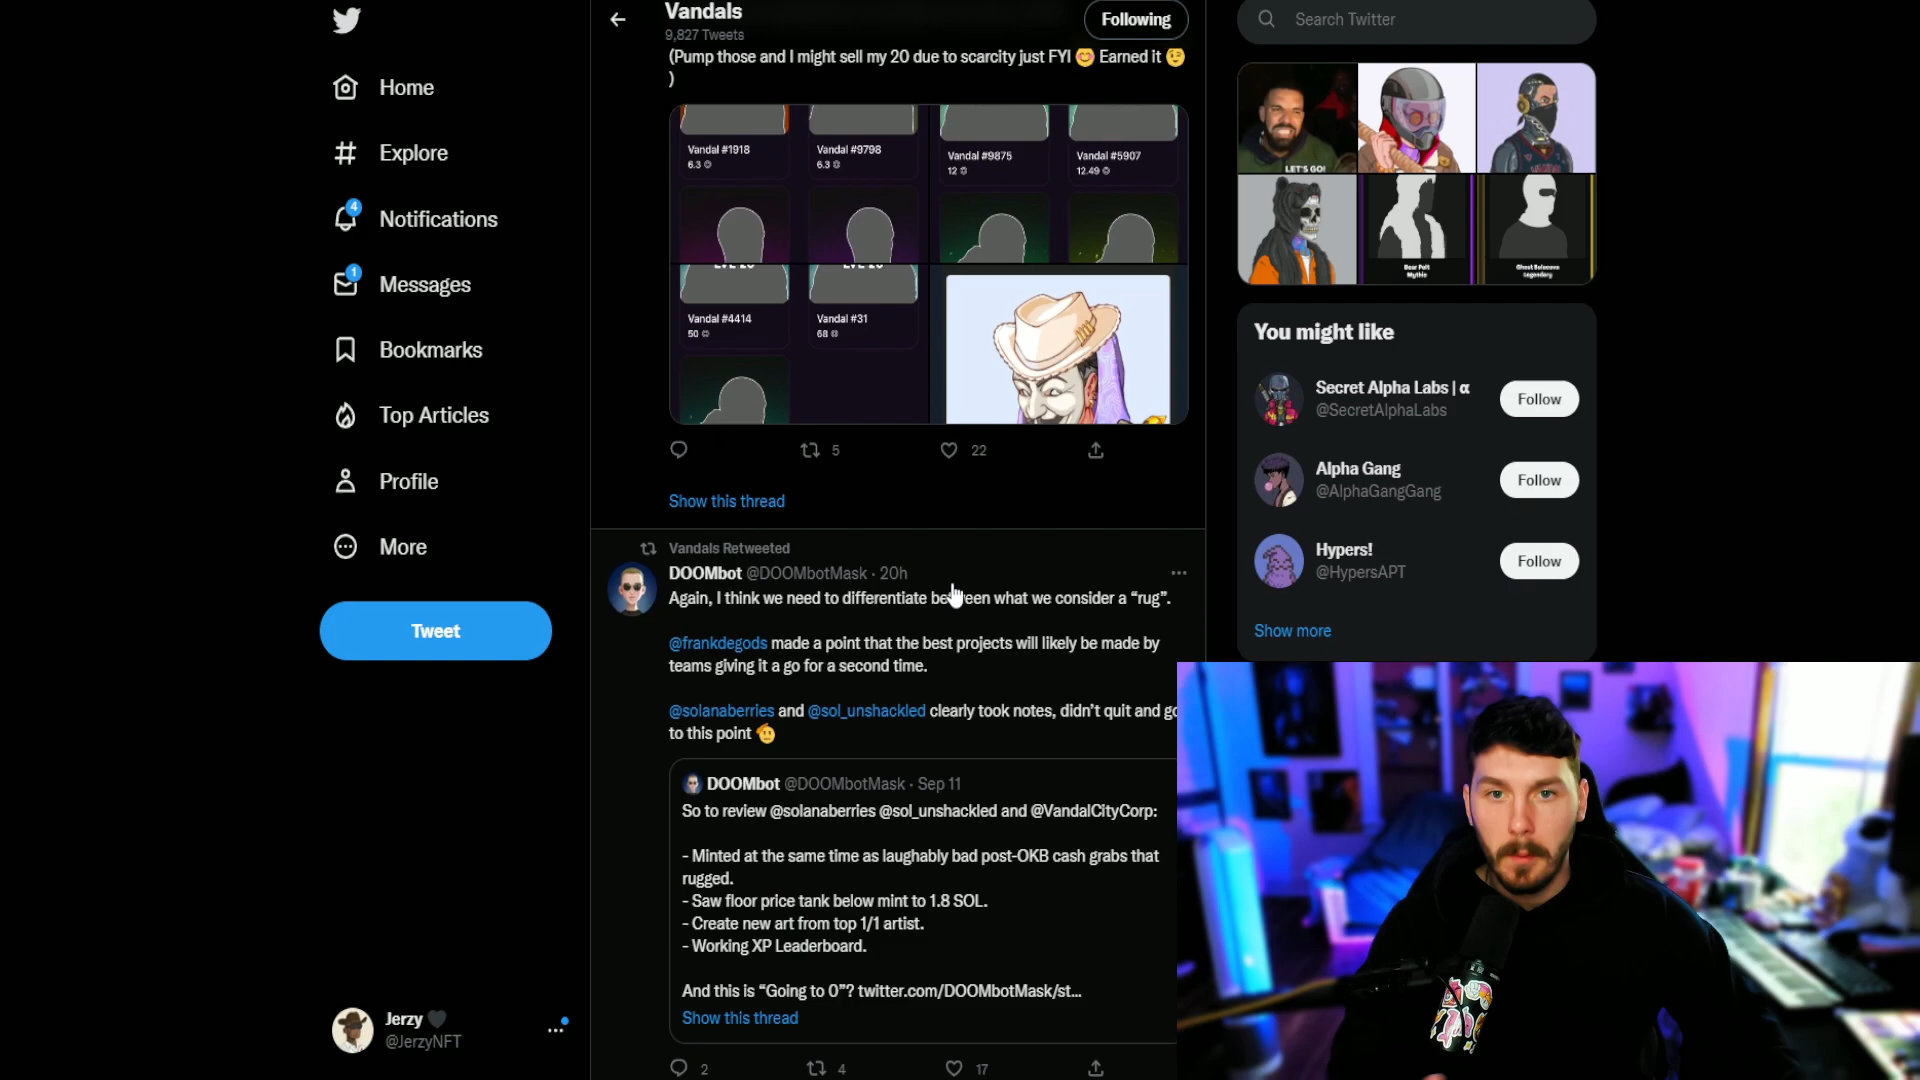 Home
Explore
4
Notifications
1
Messages
Bookmarks
Top Articles
Profile
More
Tweet
Jerzy 🖤
@JerzyNFT
Vandals
9,827 Tweets
Following
(Pump those and I might sell my 20 due to scarcity just FYI 😊 Earned it 🤨
)
Vandal #1918
6.3
Vandal #9798
6.3
Vandal #9875
12
Vandal #5907
12.49
Vandal #4414
50
Vandal #31
68
5
22
Show this thread
Vandals Retweeted
DOOMbot @DOOMbotMask · 20h
Again, I think we need to differentiate between what we consider a “rug”.
@frankdegods made a point that the best projects will likely be made by
teams giving it a go for a second time.
@solanaberries and @sol_unshackled clearly took notes, didn’t quit and
to this point 🫡
DOOMbot @DOOMbotMask · Sep 11
So to review @solanaberries @sol_unshackled and @VandalCityCorp:
- Minted at the same time as laughably bad post-OKB cash grabs that
rugged.
- Saw floor price tank below mint to 1.8 SOL.
- Create new art from top 1/1 artist.
- Working XP Leaderboard.
And this is “Going to 0”? twitter.com/DOOMbotMask/st...
Show this thread
2
4
17
Search Twitter
LET'S GO!
Bear Pelt
Mythic
Ghost Balaclava
Legendary
You might like
Secret Alpha Labs | α
@SecretAlphaLabs
Follow
Alpha Gang
@AlphaGangGang
Follow
Hypers!
@HypersAPT
Follow
Show more